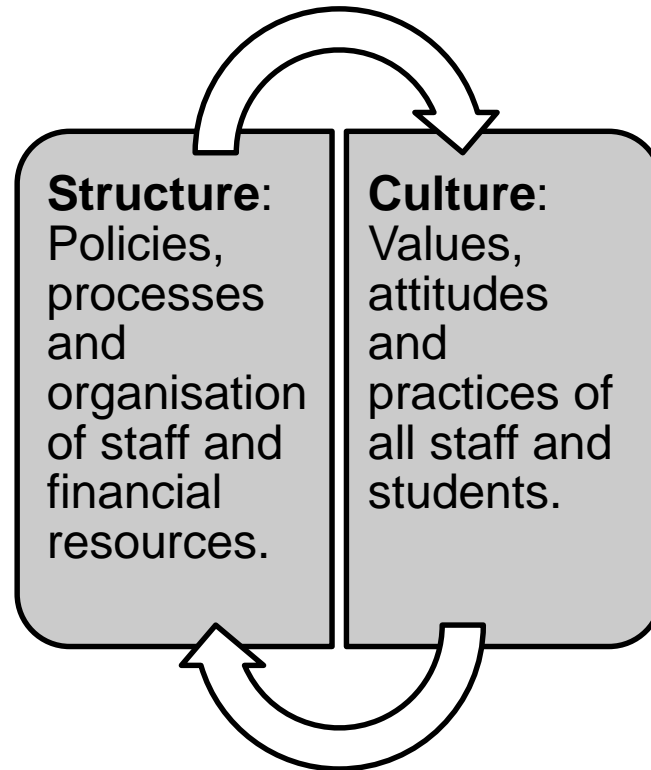 Structure:
Policies,
processes
and
organisation
of staff and
financial
resources.
Culture:
Values,
attitudes
and
practices of
all staff and
students.